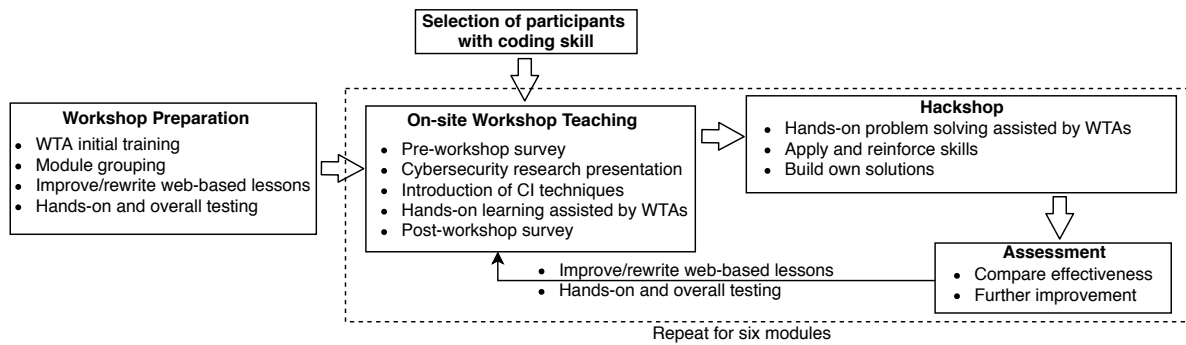 Selection of participants
with coding skill
Workshop Preparation
• WTA initial training
• Module grouping
• Improve/rewrite web-based lessons
• Hands-on and overall testing
On-site Workshop Teaching
• Pre-workshop survey
• Cybersecurity research presentation
• Introduction of CI techniques
• Hands-on learning assisted by WTAs
• Post-workshop survey
Hackshop
• Hands-on problem solving assisted by WTAs
• Apply and reinforce skills
• Build own solutions
Assessment
• Compare effectiveness
• Further improvement
• Improve/rewrite web-based lessons
• Hands-on and overall testing
Repeat for six modules